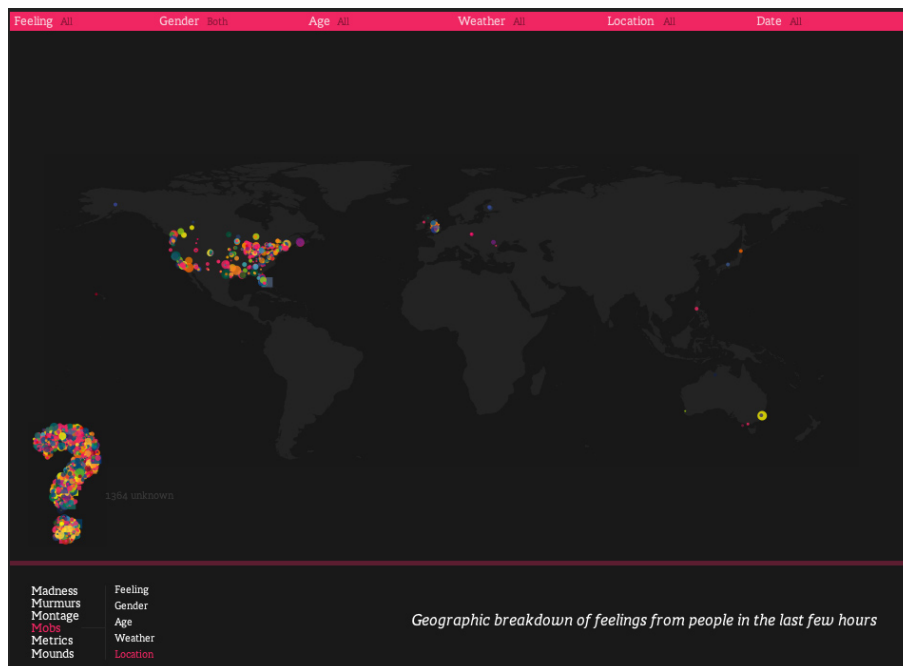 Feeling All Gender Both Age All Weather All Location All Date All
1364 unknown
Madness
Murmurs
Montage
Mobs
Metrics
Mounds
Feeling
Gender
Age
Weather
Location
Geographic breakdown of feelings from people in the last few hours